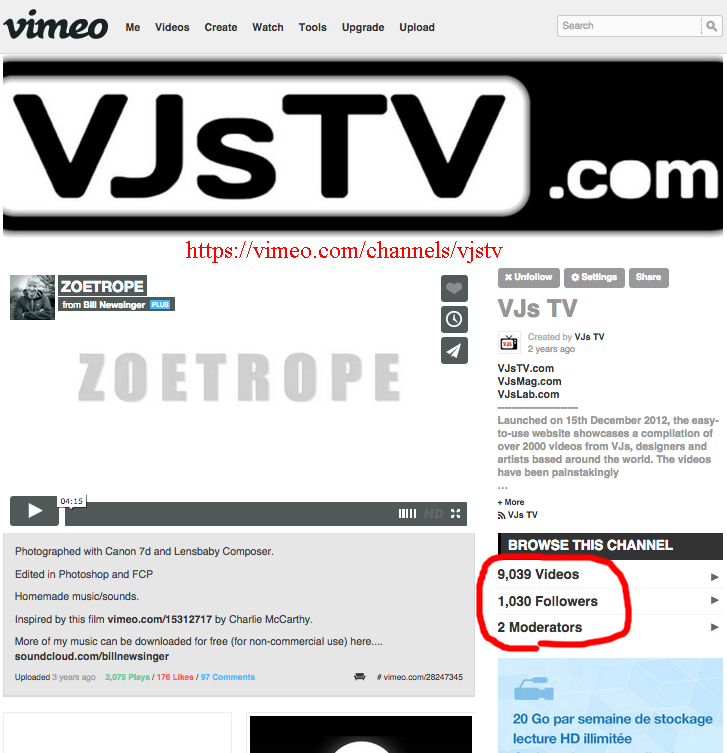 vimeo Me Videos Create Watch Tools Upgrade Upload Search
VJsTV.com
https://vimeo.com/channels/vjstv
ZOETROPE
from Bill Newsinger PLUS
ZOETROPE
04:15
HD
Unfollow Settings Share
VJs TV
VJS
Created by VJs TV
2 years ago
VJsTV.com
VJsMag.com
VJsLab.com
-------------------------
Launched on 15th December 2012, the easy-
to-use website showcases a compilation of
over 2000 videos from VJs, designers and
artists based around the world. The videos
have been painstakingly
...
+ More
VJs TV
Photographed with Canon 7d and Lensbaby Composer.
Edited in Photoshop and FCP
Homemade music/sounds.
Inspired by this film vimeo.com/15312717 by Charlie McCarthy.
More of my music can be downloaded for free (for non-commercial use) here....
soundcloud.com/billnewsinger
Uploaded 3 years ago 2,075 Plays / 176 Likes / 97 Comments # vimeo.com/28247345
BROWSE THIS CHANNEL
9,039 Videos
1,030 Followers
2 Moderators
20 Go par semaine de stockage
lecture HD illimitée